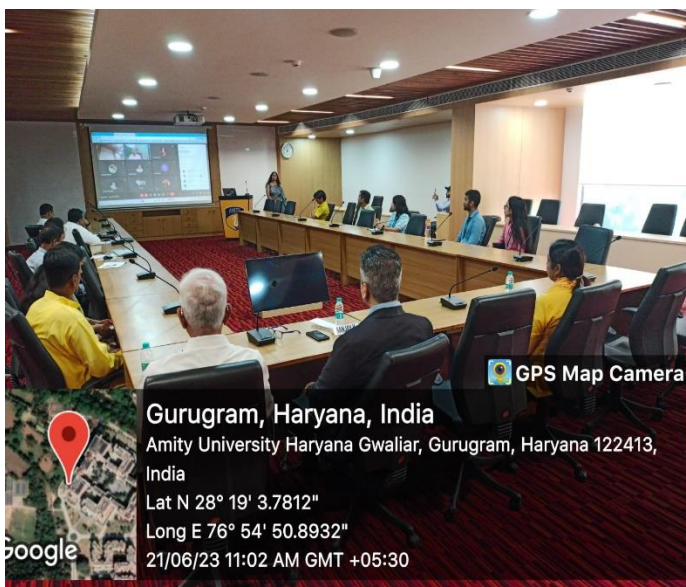 GPS Map Camera
Gurugram, Haryana, India
Amity University Haryana Gwaliar, Gurugram, Haryana 122413,
India
Lat N 28° 19' 3.7812"
Long E 76° 54' 50.8932"
21/06/23 11:02 AM GMT +05:30
Google